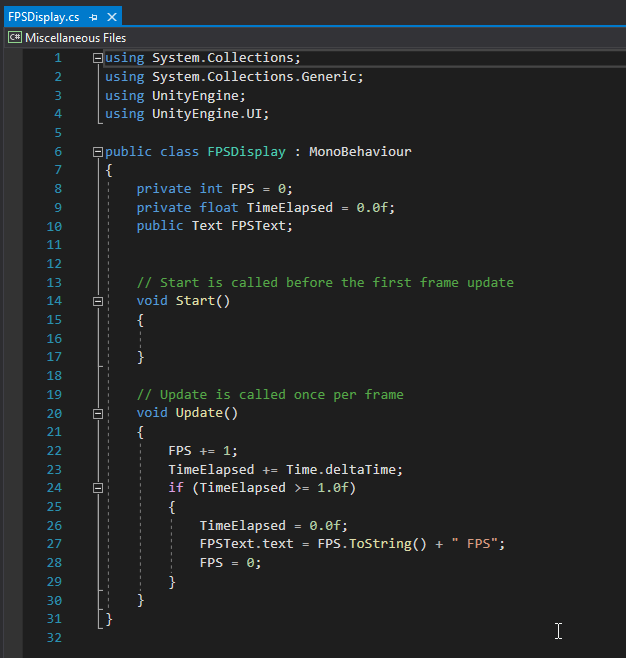 FPSDisplay.cs
C# Miscellaneous Files
1 using System.Collections;
2 using System.Collections.Generic;
3 using UnityEngine;
4 using UnityEngine.UI;
5
6 public class FPSDisplay : MonoBehaviour
7 {
8 private int FPS = 0;
9 private float TimeElapsed = 0.0f;
10 public Text FPSText;
11
12
13 // Start is called before the first frame update
14 void Start()
15 {
16
17 }
18
19 // Update is called once per frame
20 void Update()
21 {
22 FPS += 1;
23 TimeElapsed += Time.deltaTime;
24 if (TimeElapsed >= 1.0f)
25 {
26 TimeElapsed = 0.0f;
27 FPSText.text = FPS.ToString() + " FPS";
28 FPS = 0;
29 }
30 }
31 }
32